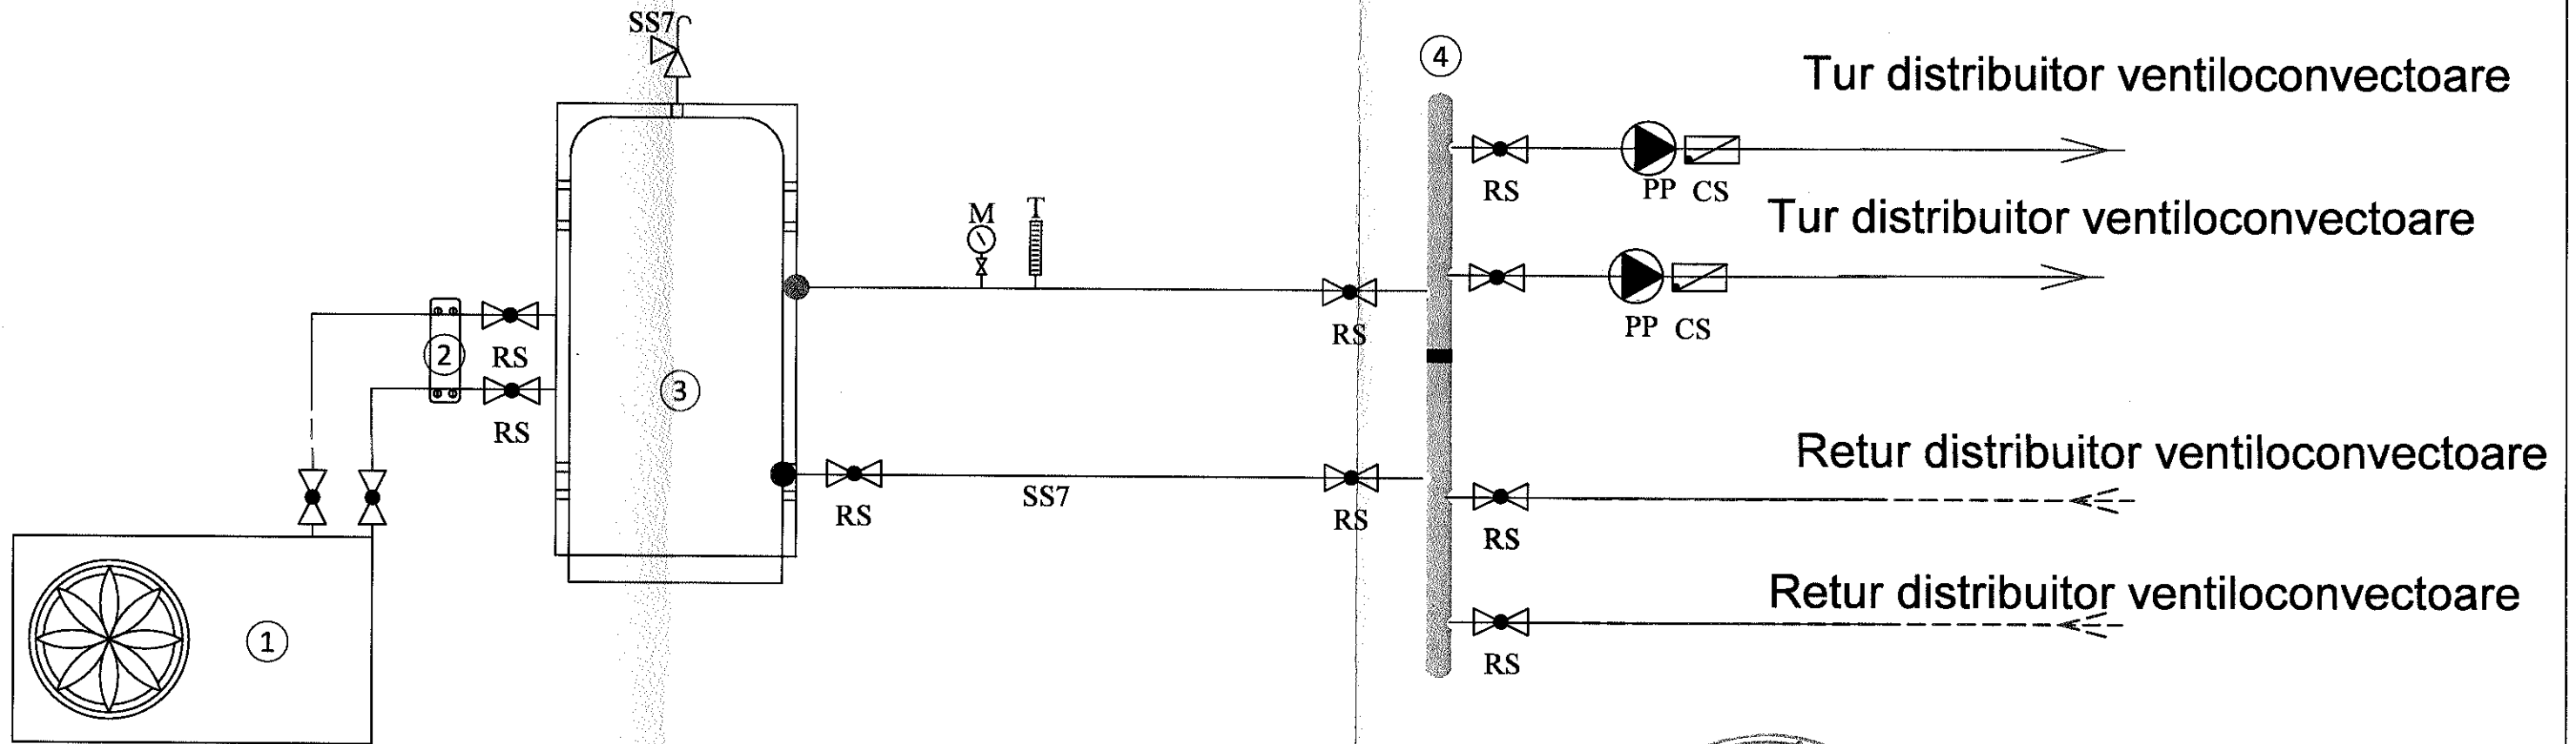 SS7
4
Tur distribuitor ventiloconvectoare
RS
PP CS
Tur distribuitor ventiloconvectoare
M T
PP CS
RS
2
RS
3
RS
Retur distribuitor ventiloconvectoare
RS
SS7
RS
RS
Retur distribuitor ventiloconvectoare
1
RS